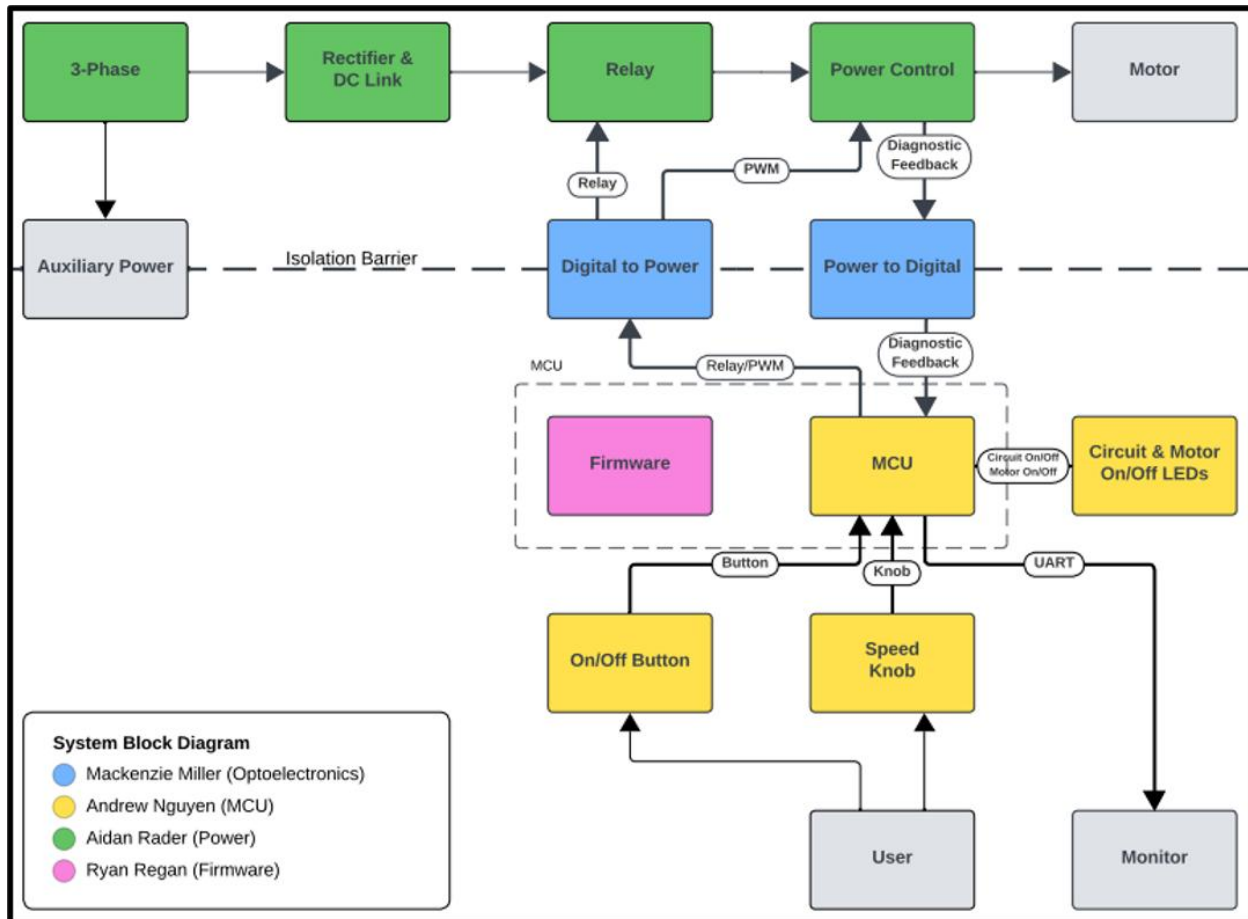 3-Phase
Rectifier &
DC Link
Relay
Power Control
Motor
Relay
PWM
Diagnostic
Feedback
Auxiliary Power
Isolation Barrier
Digital to Power
Power to Digital
MCU
Relay/PWM
Diagnostic
Feedback
Firmware
MCU
Circuit On/Off
Motor On/Off
Circuit & Motor
On/Off LEDs
Button
Knob
UART
On/Off Button
Speed
Knob
System Block Diagram
Mackenzie Miller (Optoelectronics)
Andrew Nguyen (MCU)
Aidan Rader (Power)
Ryan Regan (Firmware)
User
Monitor